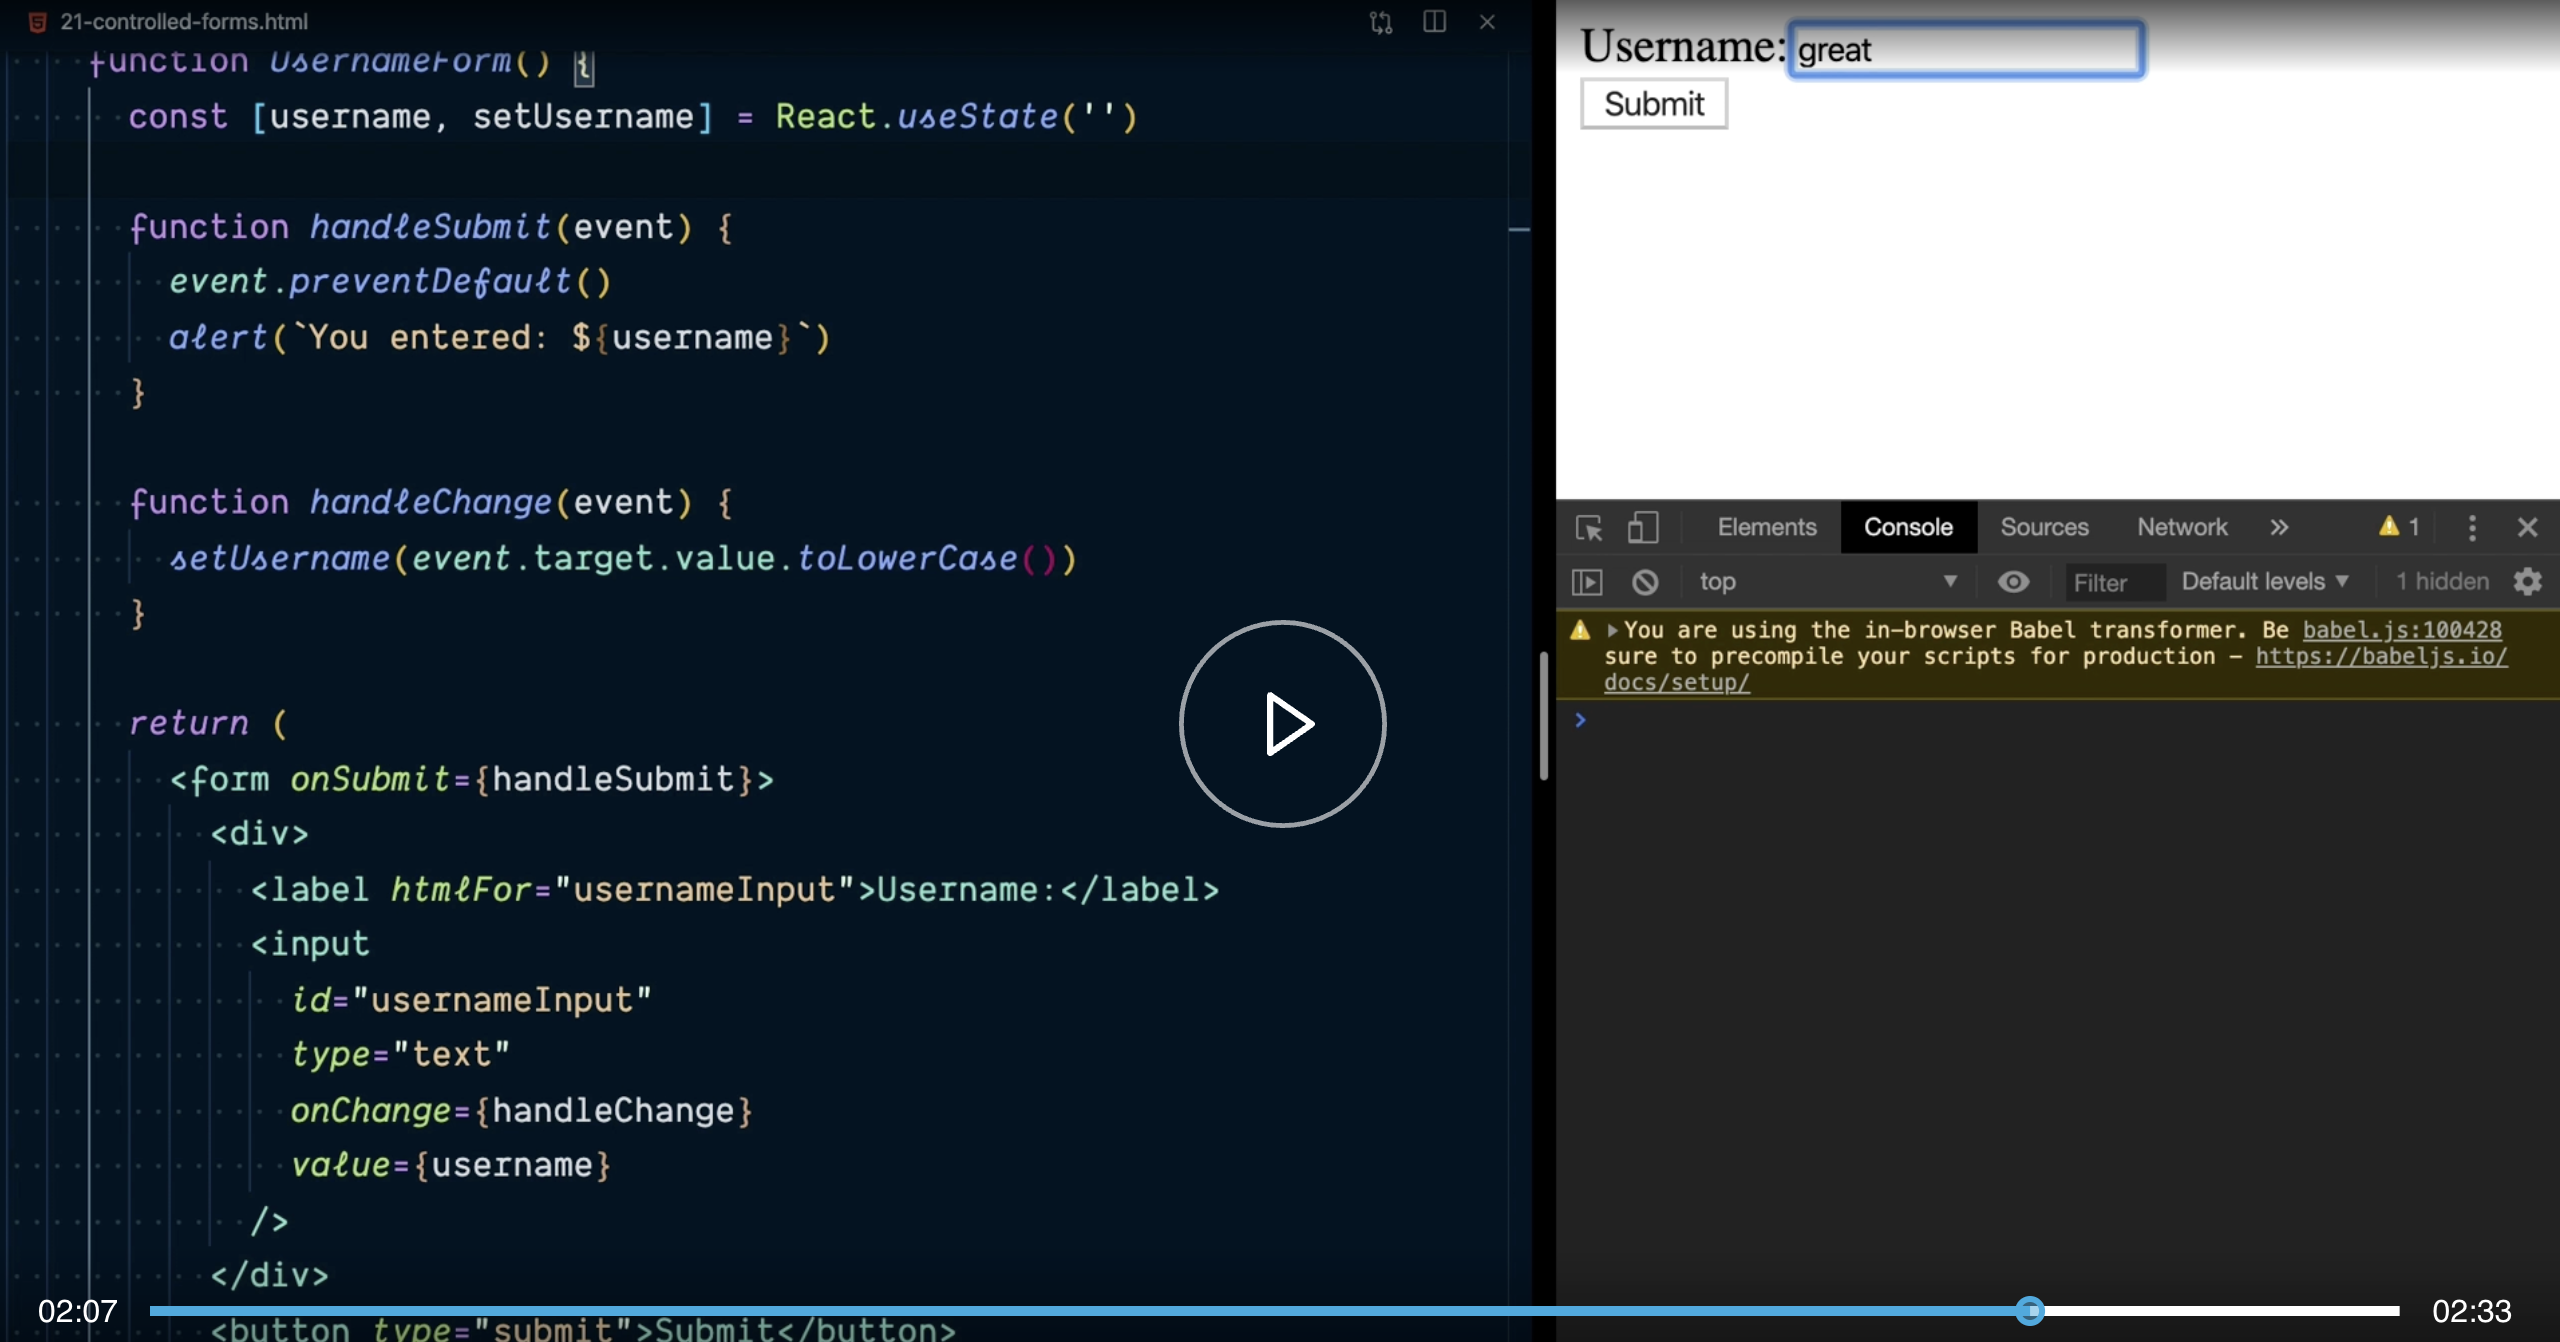 21-controlled-forms.html
function UsernameForm() {
const [username, setUsername] = React.useState('')
function handleSubmit(event) {
event.preventDefault()
alert(`You entered: ${username}`)
}
function handleChange(event) {
setUsername(event.target.value.toLowerCase())
}
return (
<form onSubmit={handleSubmit}>
<div>
<label htmlFor="usernameInput">Username:</label>
<input
id="usernameInput"
type="text"
onChange={handleChange}
value={username}
/>
</div>
<button type="submit">Submit</button>
02:07
02:33
Username: great
Submit
Elements Console Sources Network » 1
top Filter Default levels ▼ 1 hidden
You are using the in-browser Babel transformer. Be babel.js:100428
sure to precompile your scripts for production – https://babeljs.io/
docs/setup/